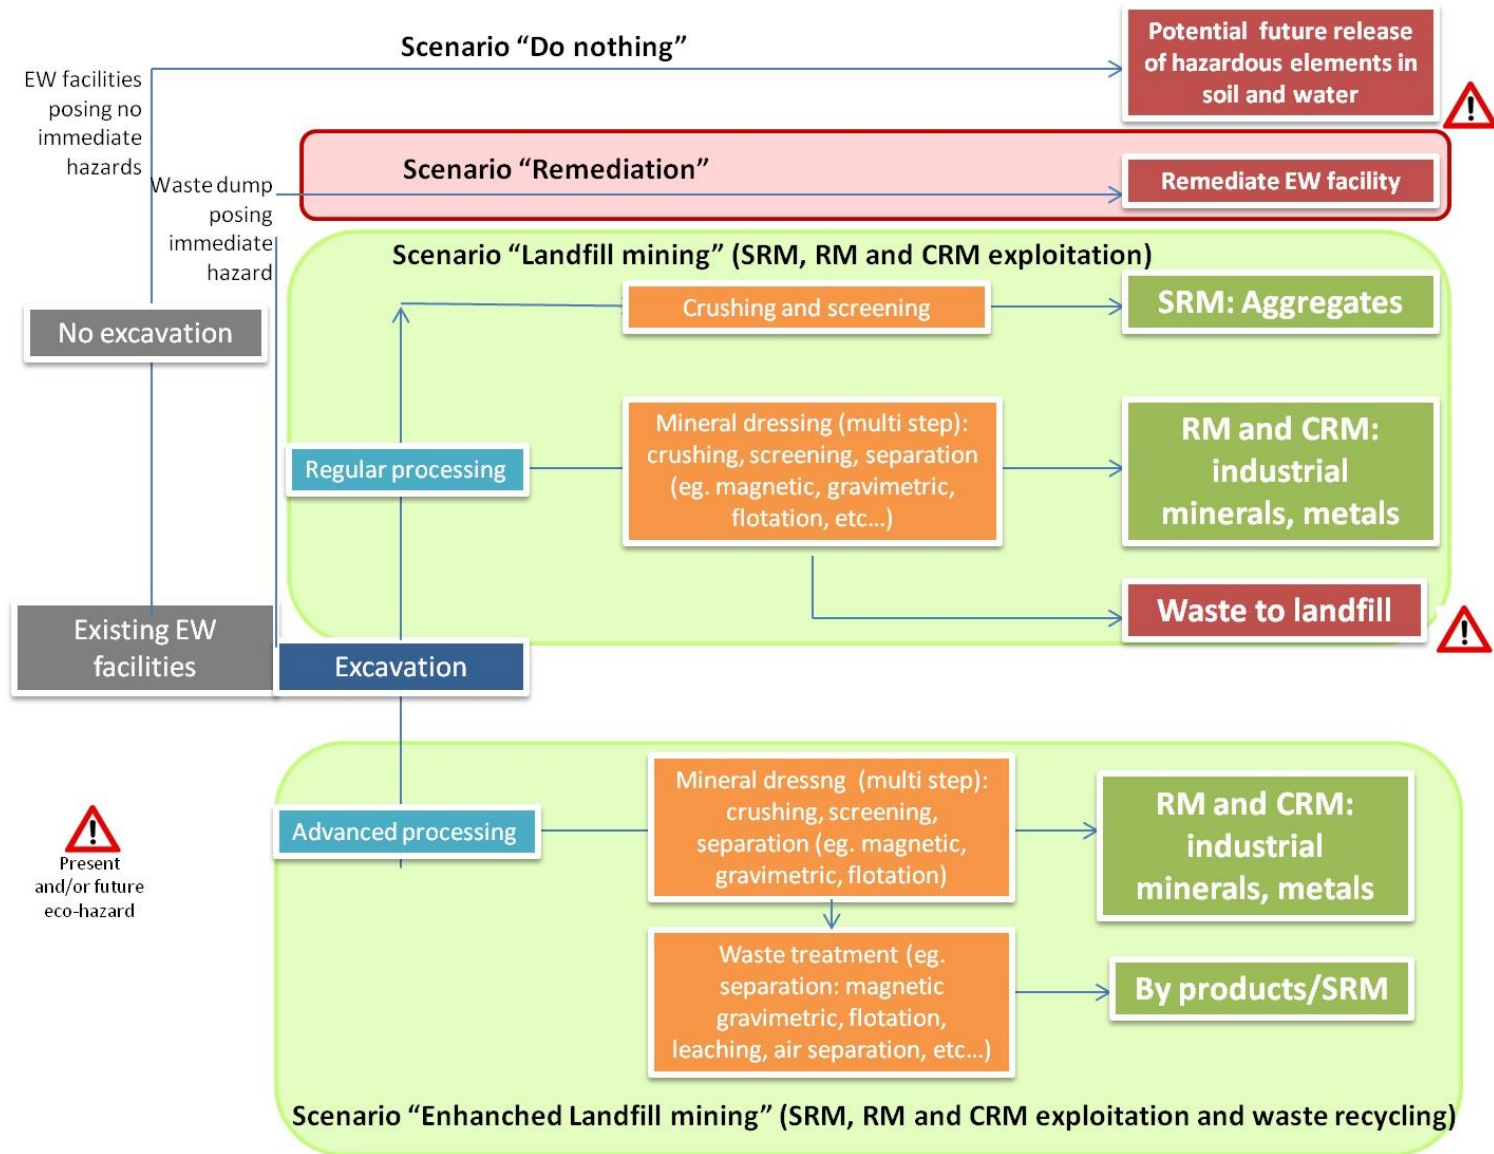 Scenario “Do nothing”
Potential future release
of hazardous elements in
soil and water
EW facilities
posing no
immediate
hazards
Scenario “Remediation”
Remediate EW facility
Waste dump
posing
immediate
hazard
Scenario “Landfill mining” (SRM, RM and CRM exploitation)
Crushing and screening
SRM: Aggregates
No excavation
Regular processing
Mineral dressing (multi step):
crushing, screening, separation
(eg. magnetic, gravimetric,
flotation, etc...)
RM and CRM:
industrial
minerals, metals
Waste to landfill
Existing EW
facilities
Excavation
Advanced processing
Mineral dressng (multi step):
crushing, screening,
separation (eg. magnetic,
gravimetric, flotation)
RM and CRM:
industrial
minerals, metals
!
Present
and/or future
eco-hazard
Waste treatment (eg.
separation: magnetic
gravimetric, flotation,
leaching, air separation, etc...)
By products/SRM
Scenario “Enhanched Landfill mining” (SRM, RM and CRM exploitation and waste recycling)